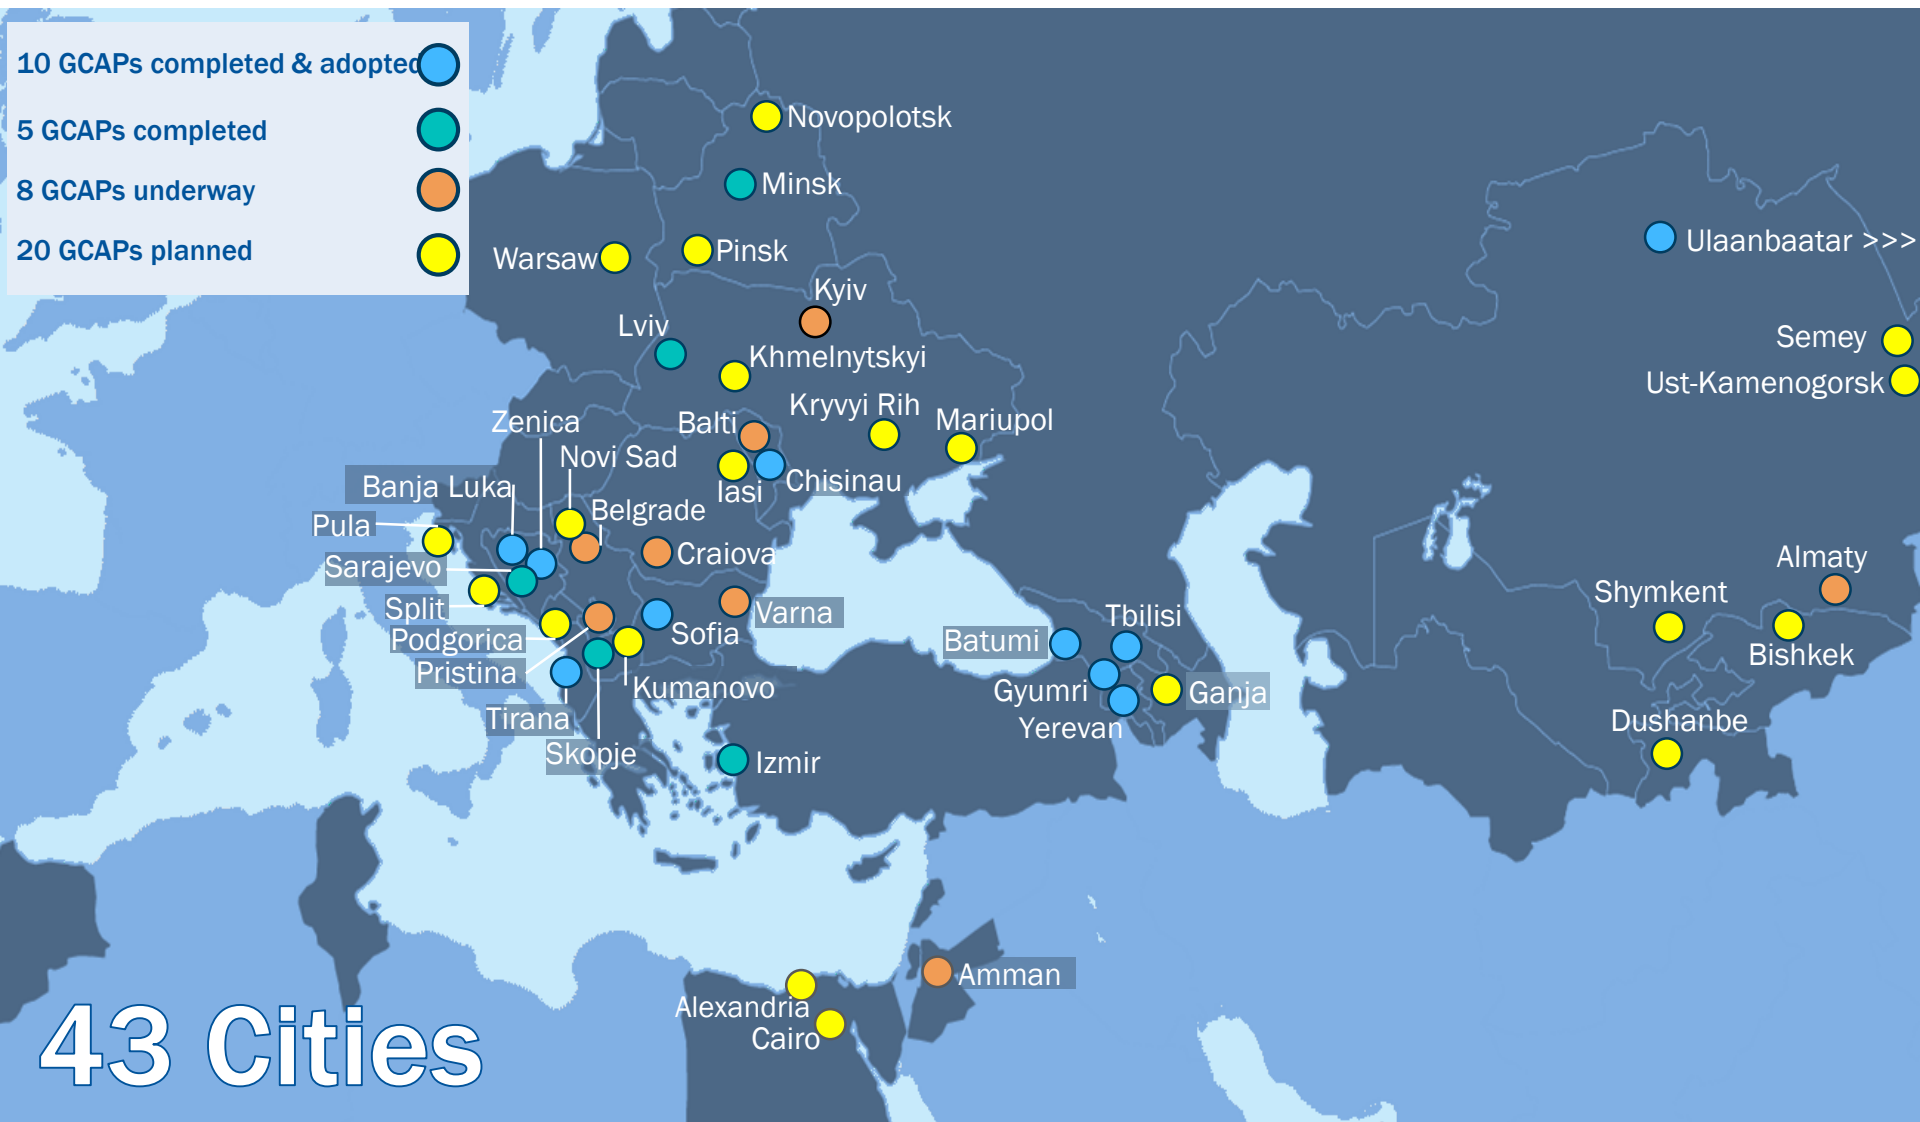 10 GCAPs completed & adopted
5 GCAPs completed
8 GCAPs underway
20 GCAPs planned
Novopolotsk
Minsk
Warsaw
Pinsk
Ulaanbaatar >>>
Kyiv
Lviv
Semey
Khmelnytskyi
Ust-Kamenogorsk
Zenica
Balti
Kryvyi Rih
Mariupol
Novi Sad
Banja Luka
Iasi
Chisinau
Pula
Belgrade
Craiova
Almaty
Sarajevo
Shymkent
Split
Varna
Tbilisi
Podgorica
Sofia
Batumi
Bishkek
Pristina
Kumanovo
Gyumri
Ganja
Tirana
Yerevan
Dushanbe
Skopje
Izmir
Amman
Alexandria
Cairo
43 Cities